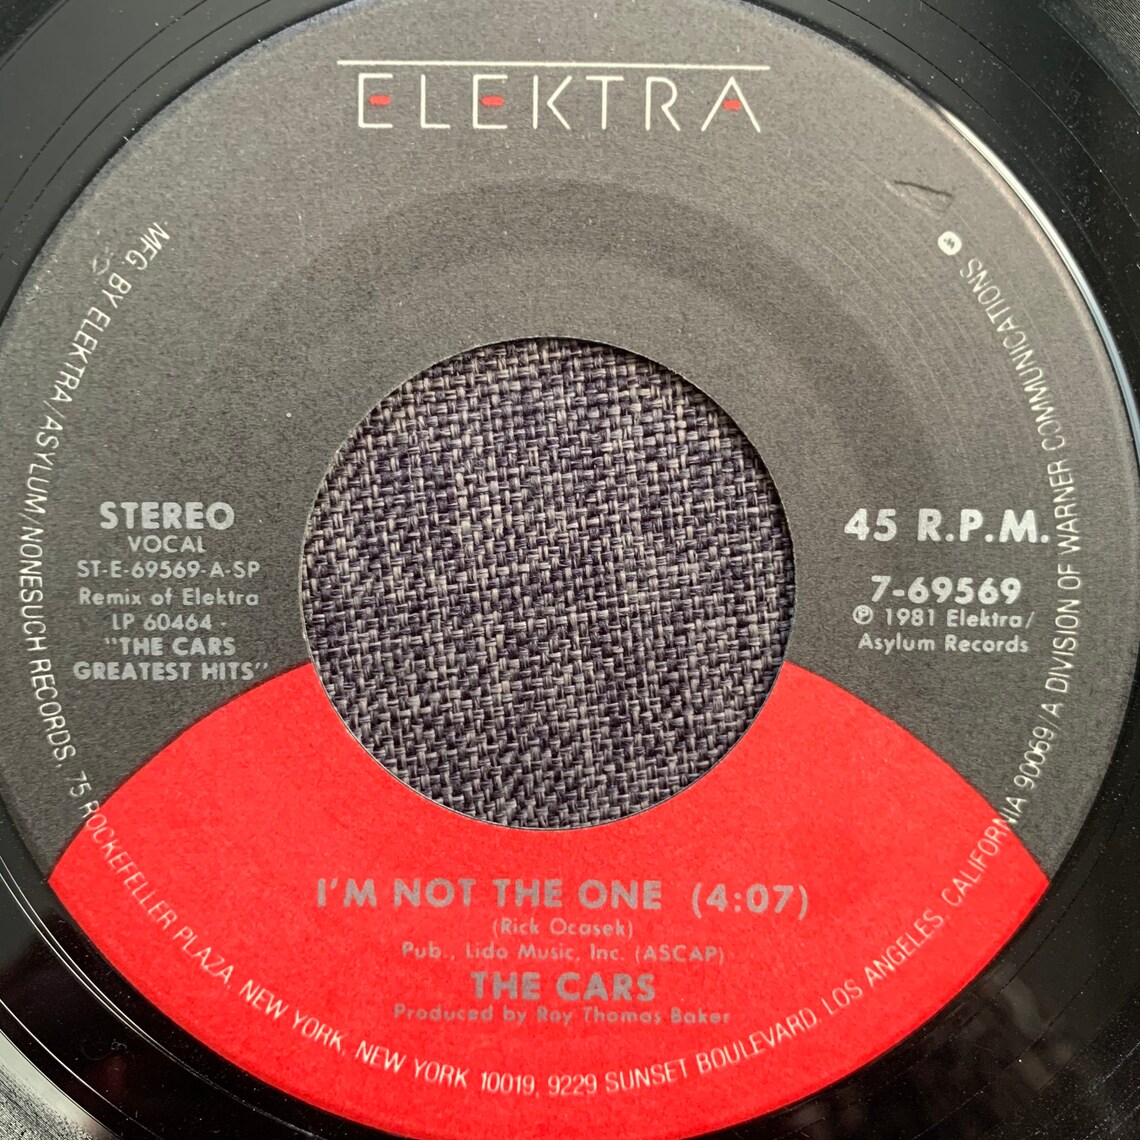 ELEKTRA
STEREO
VOCAL
ST-E-69569-A-SP
Remix of Elektra
LP 60464 -
"THE CARS
GREATEST HITS"
45 R.P.M.
7-69569
℗ 1981 Elektra/
Asylum Records
I'M NOT THE ONE (4:07)
(Rick Ocasek)
Pub., Lido Music, Inc. (ASCAP)
THE CARS
Produced by Roy Thomas Baker
MFG. BY ELEKTRA/ASYLUM/NONESUCH RECORDS, 75 ROCKEFELLER PLAZA, NEW YORK, NEW YORK 10019, 9229 SUNSET BOULEVARD, LOS ANGELES, CALIFORNIA 90069/A DIVISION OF WARNER COMMUNICATIONS